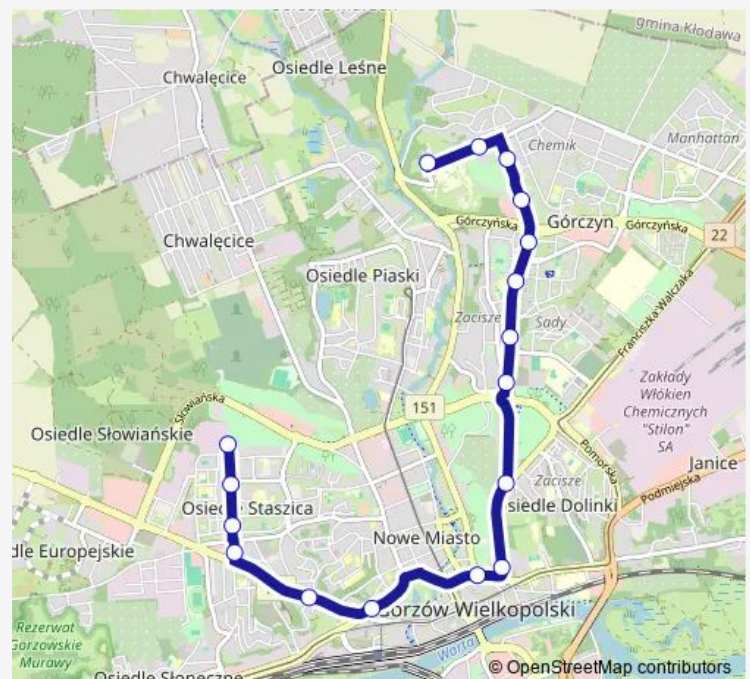 gmina Kłodawa
Osiedle Leśne
Chwalęcice
Chemik
Manhattan
Górczyńska
Górczyn
Górczyńska
22
Chwalęcice
Osiedle Piaski
Zacisze
Sady
Franciszka Walczaka
Zakłady
Włókien
Chemicznych
"Stilon"
SA
Słowiańska
151
Osiedle Słowiańskie
Pomorska
Janice
Zacisze
Podmiejska
Osiedle Staszica
siedle Dolinki
Nowe Miasto
dle Europejskie
Gorzów Wielkopolski
Rezerwat
Gorzowskie
Murawy
Warta
Osiedle Słoneczne
© OpenStreetMap contributors